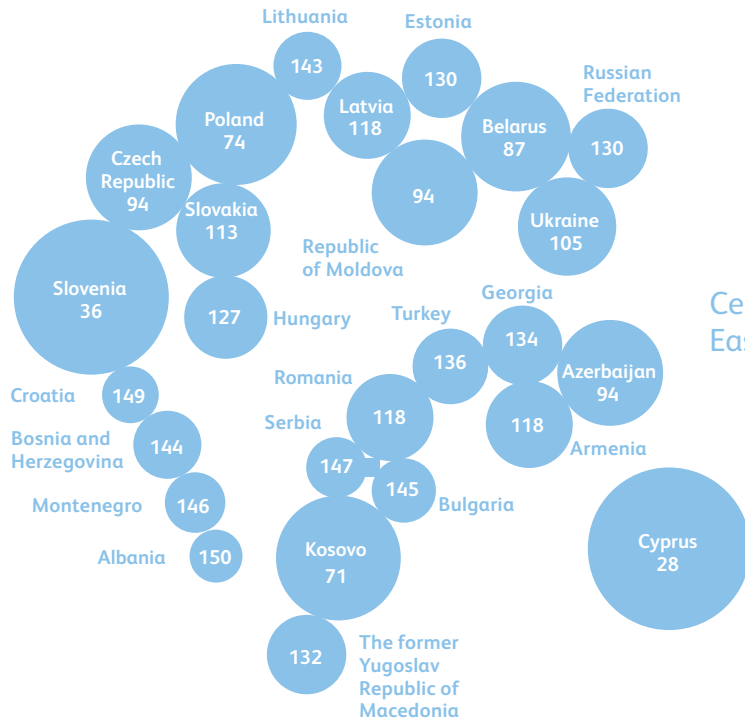 Lithuania
143
Estonia
130
Russian
Federation
130
Latvia
118
Poland
74
Belarus
87
Czech
Republic
94
94
Republic
of Moldova
Slovakia
113
Ukraine
105
Slovenia
36
127
Hungary
Georgia
134
Turkey
136
Ce
Eas
Azerbaijan
94
Romania
118
Croatia
149
118
Armenia
Serbia
147
Bosnia and
Herzegovina
144
145
Bulgaria
Montenegro
146
Albania
150
Kosovo
71
Cyprus
28
132
The former
Yugoslav
Republic of
Macedonia